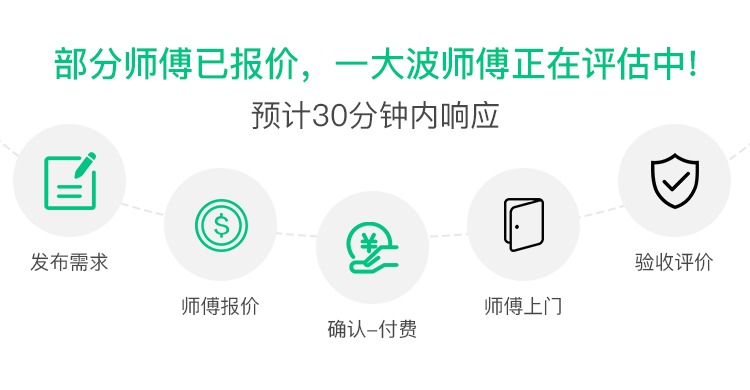 部分师傅已报价，一大波师傅正在评估中!
预计30分钟内响应
发布需求
师傅报价
确认–付费
师傅上门
验收评价